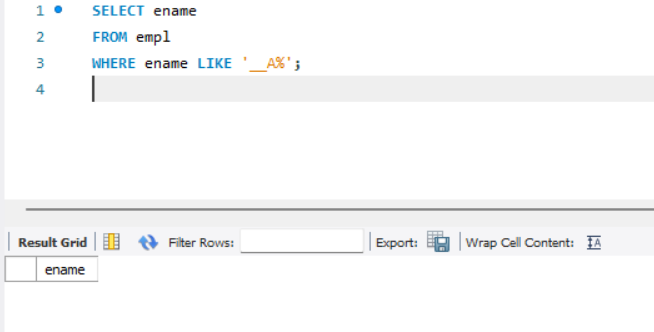 1 SELECT ename
2 FROM empl
3 WHERE ename LIKE '__A%';
4
Result Grid Filter Rows: Export: Wrap Cell Content: IA
ename